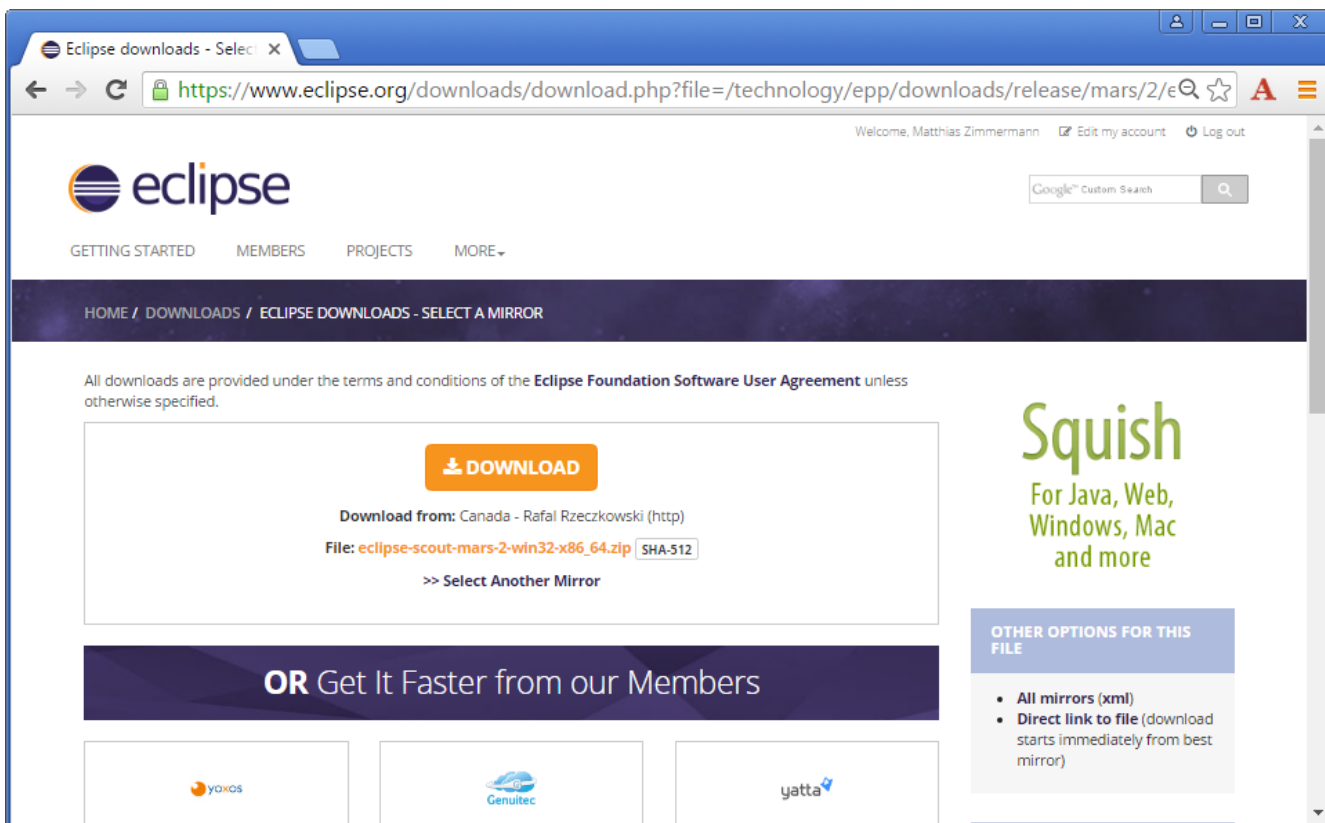 Eclipse downloads - Selec
https://www.eclipse.org/downloads/download.php?file=/technology/epp/downloads/release/mars/2/e
Welcome, Matthias Zimmermann Edit my account Log out
eclipse
Google™ Custom Search
GETTING STARTED MEMBERS PROJECTS MORE
HOME / DOWNLOADS / ECLIPSE DOWNLOADS - SELECT A MIRROR
All downloads are provided under the terms and conditions of the Eclipse Foundation Software User Agreement unless
otherwise specified.
DOWNLOAD
Download from: Canada - Rafal Rzeczkowski (http)
File: eclipse-scout-mars-2-win32-x86_64.zip SHA-512
>> Select Another Mirror
OR Get It Faster from our Members
yoxos
Genuitec
yatta
Squish
For Java, Web,
Windows, Mac
and more
OTHER OPTIONS FOR THIS
FILE
All mirrors (xml)
Direct link to file (download
starts immediately from best
mirror)